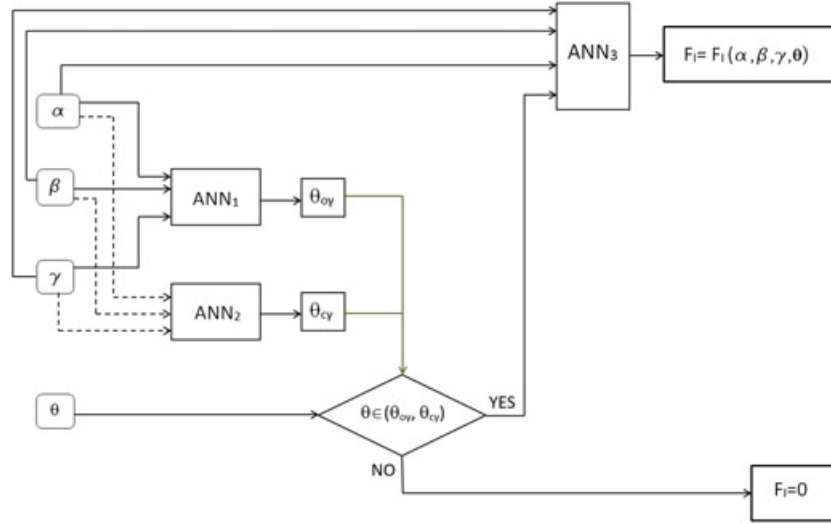 ANN₃
Fₗ= Fₗ(α,β,γ,θ)
α
β
ANN₁
θₒᵧ
γ
ANN₂
θ꜀ᵧ
θ
θ∈(θₒᵧ, θ꜀ᵧ)
YES
NO
Fₗ=0